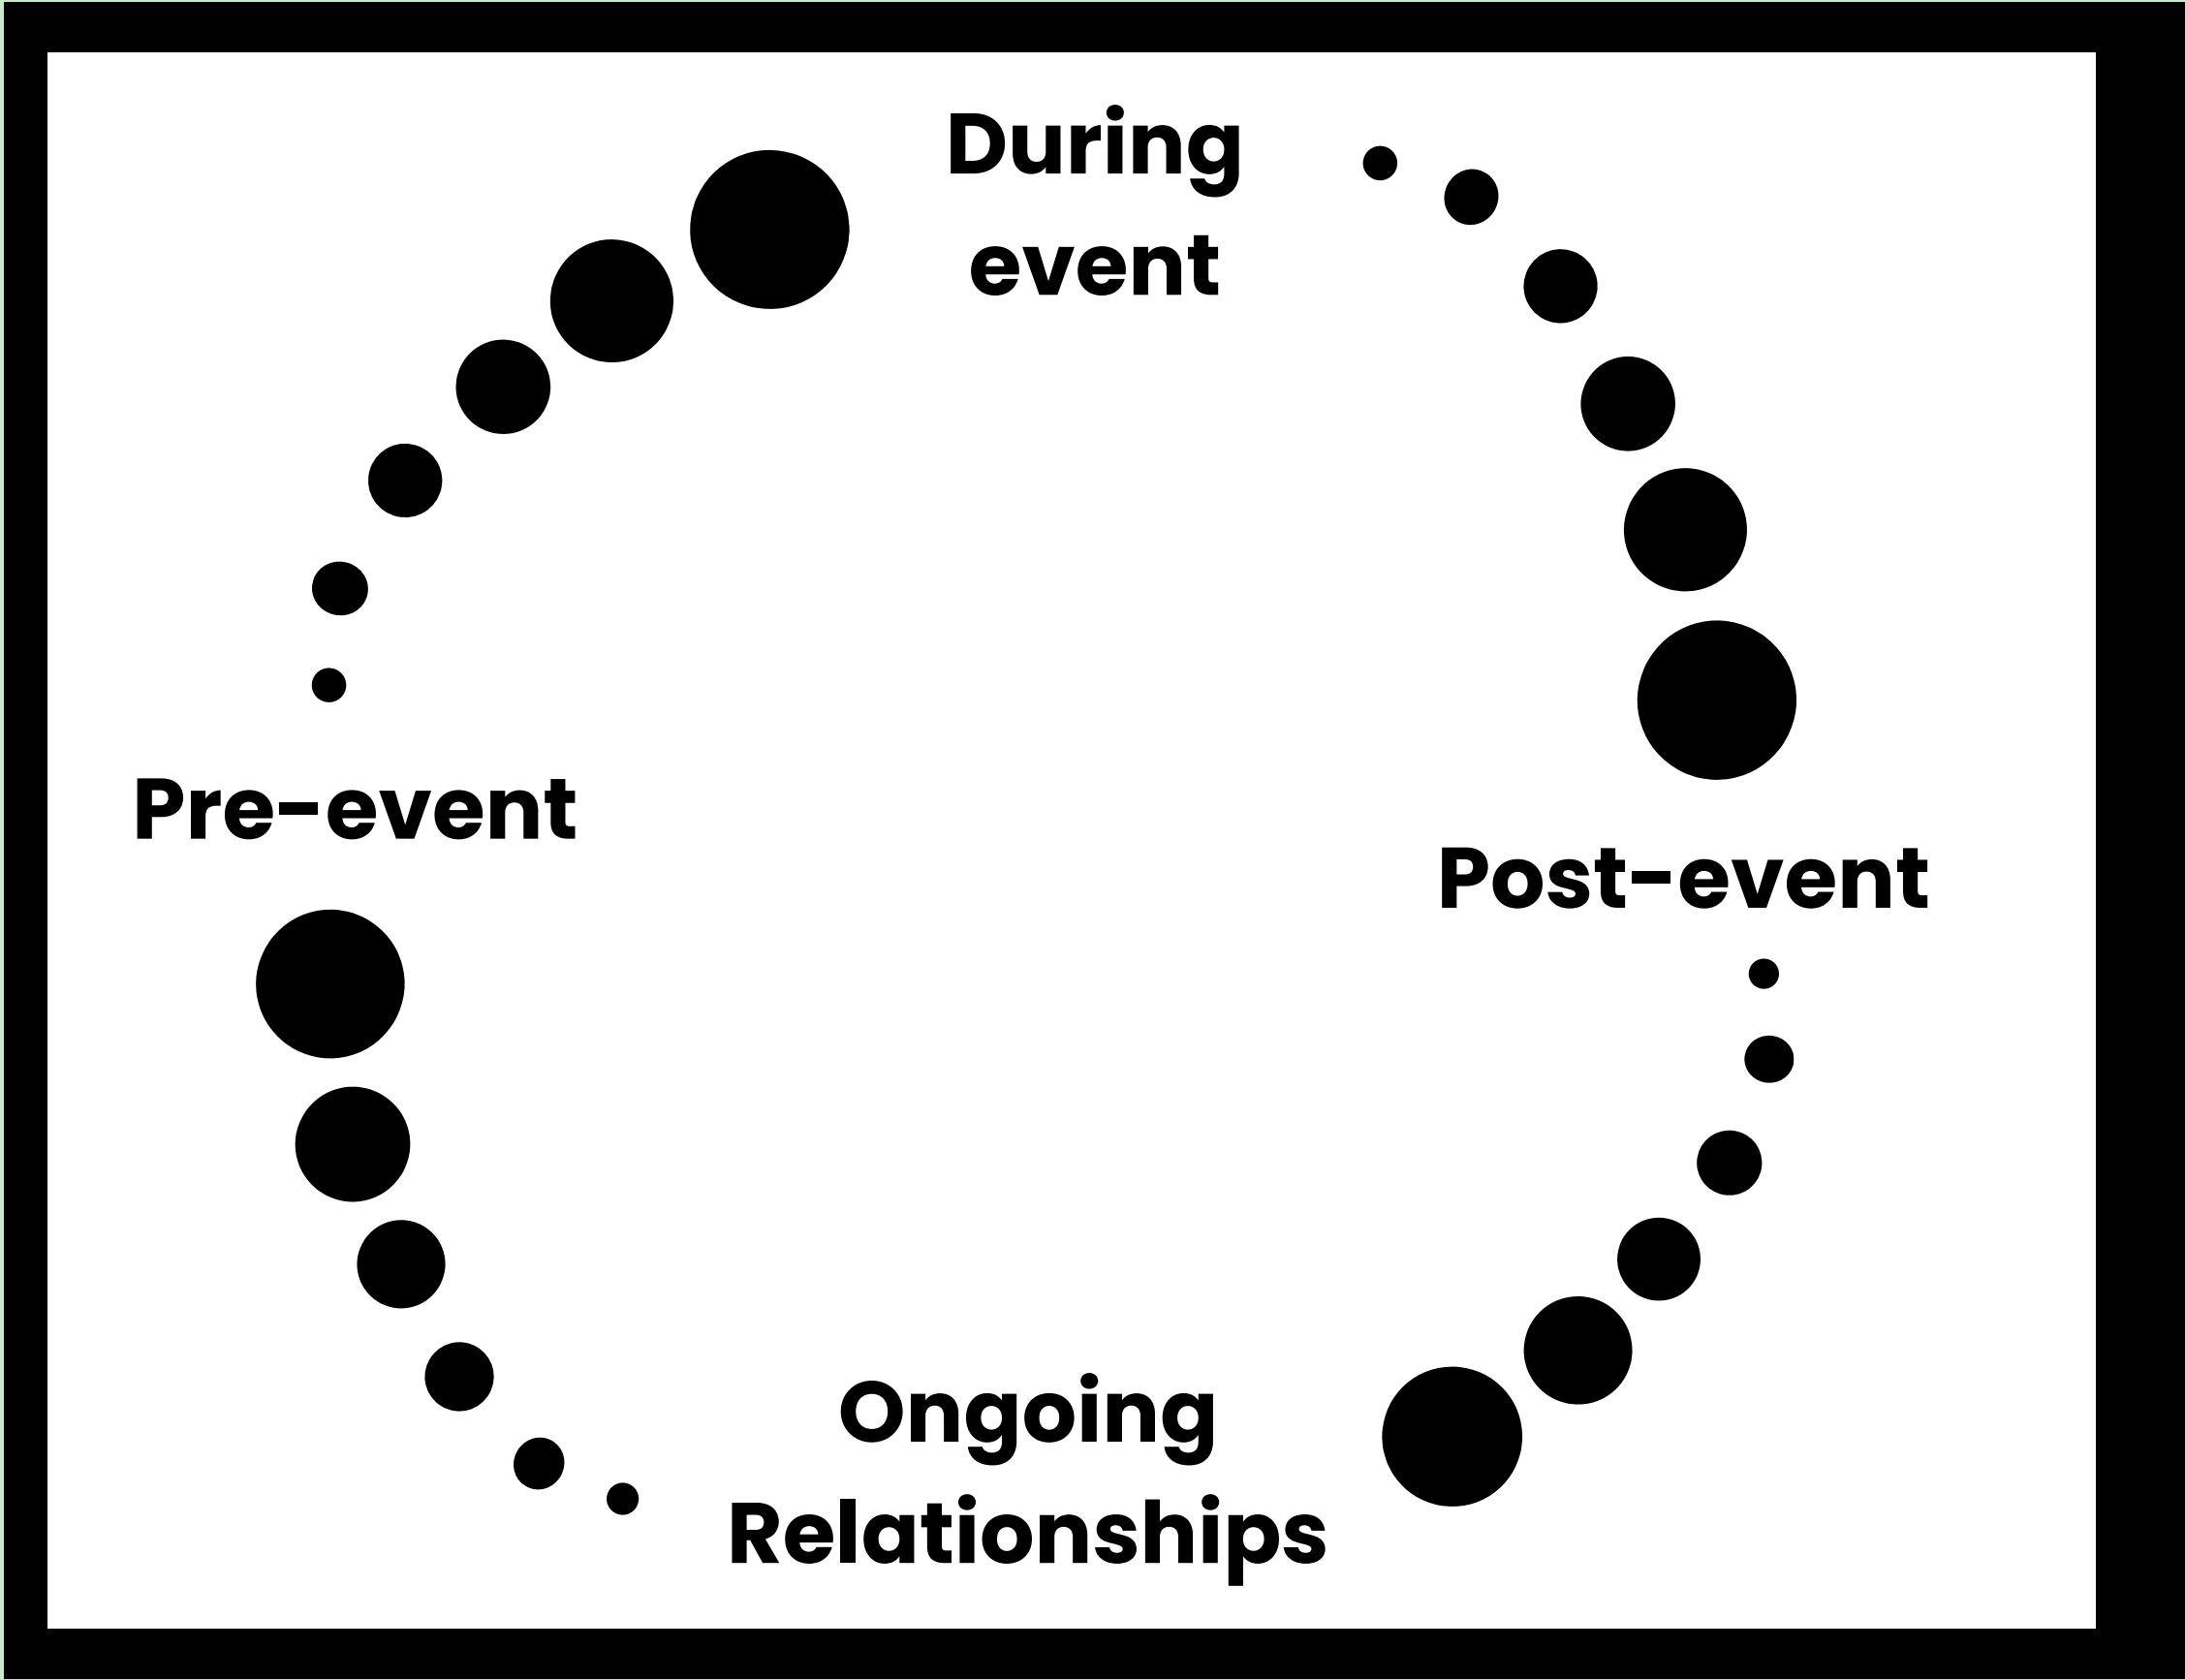 During
event
Pre-event
Post-event
Ongoing
Relationships